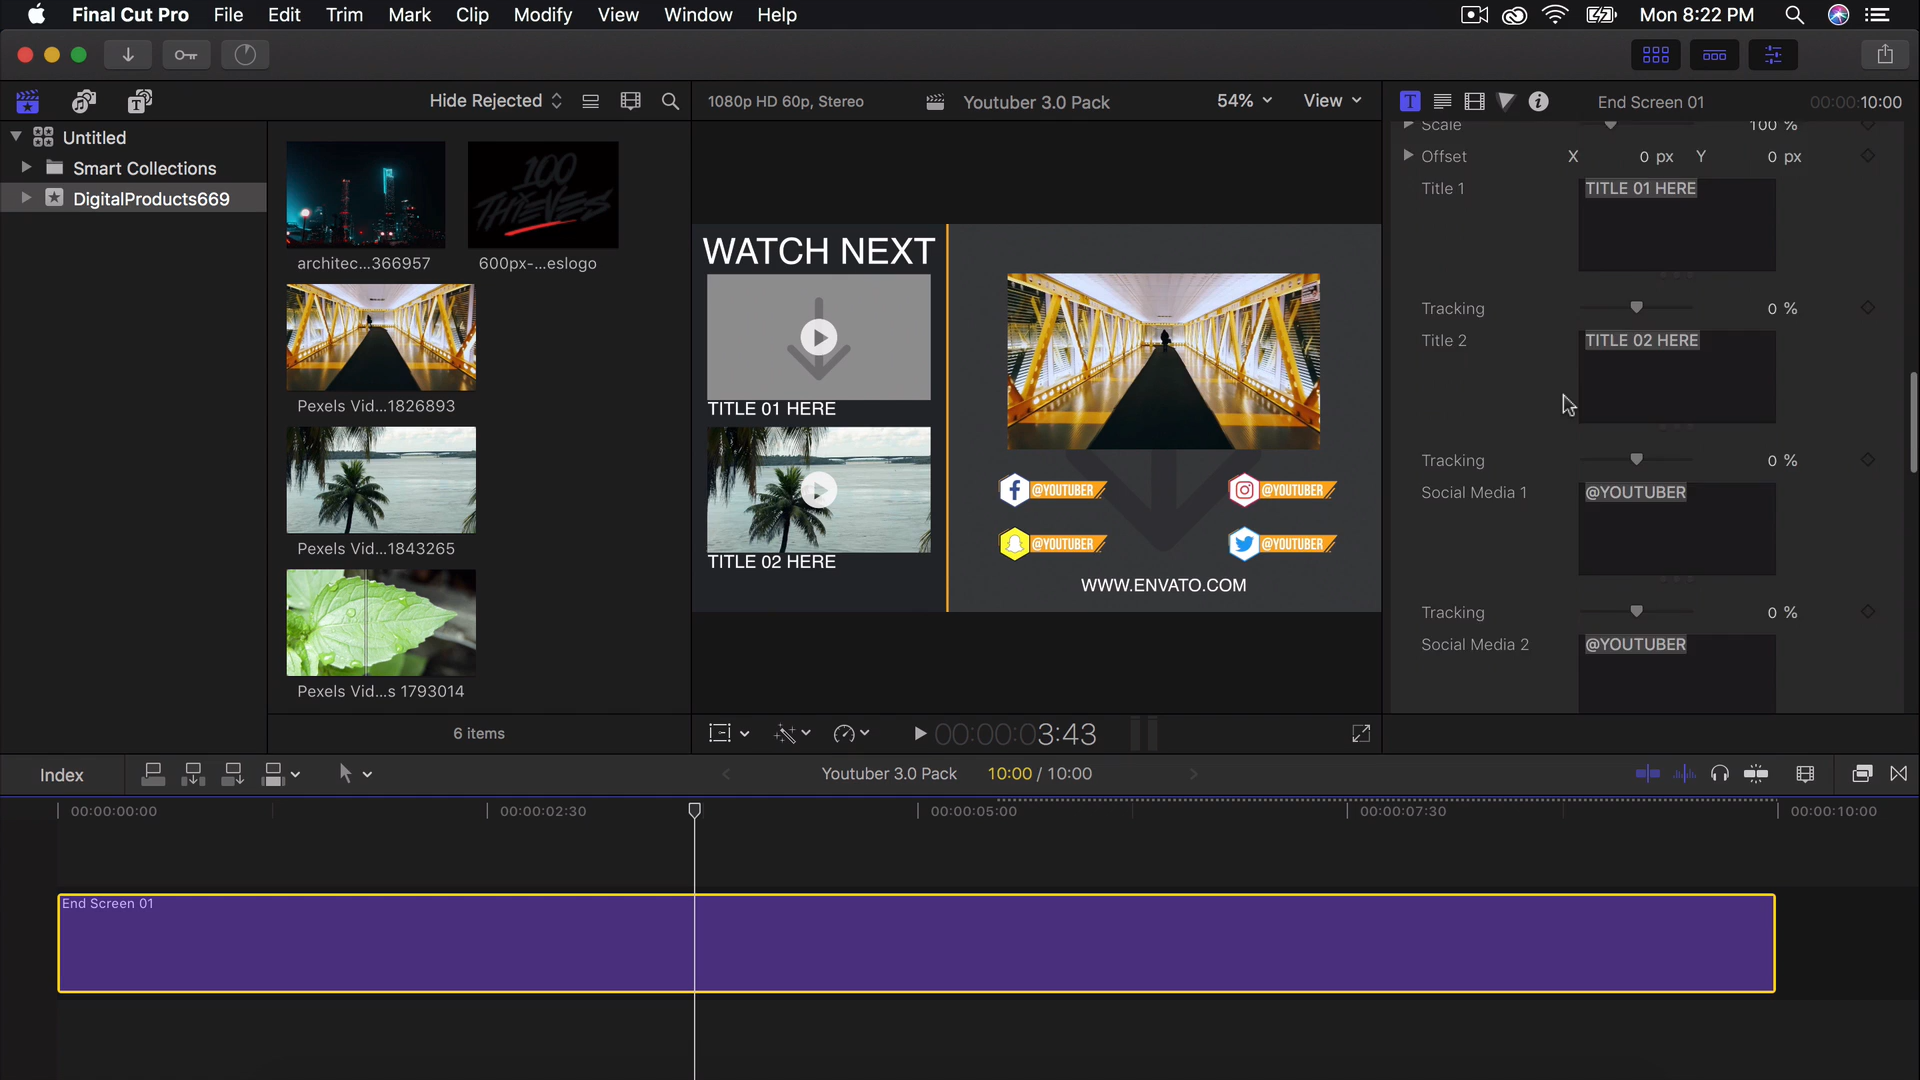 Final Cut Pro File Edit Trim Mark Clip Modify View Window Help Mon 8:22 PM
Hide Rejected
1080p HD 60p, Stereo
Youtuber 3.0 Pack
54%
View
End Screen 01
00:00:10:00
Untitled
Smart Collections
DigitalProducts669
architec...366957
100
THIEVES
600px-...eslogo
Pexels Vid...1826893
Pexels Vid...1843265
Pexels Vid...s 1793014
6 items
WATCH NEXT
TITLE 01 HERE
TITLE 02 HERE
@YOUTUBER
@YOUTUBER
@YOUTUBER
@YOUTUBER
WWW.ENVATO.COM
00:00:03:43
Scale 100 %
Offset X 0 px Y 0 px
Title 1 TITLE 01 HERE
Tracking 0 %
Title 2 TITLE 02 HERE
Tracking 0 %
Social Media 1 @YOUTUBER
Tracking 0 %
Social Media 2 @YOUTUBER
Index
Youtuber 3.0 Pack 10:00 / 10:00
00:00:00:00 00:00:02:30 00:00:05:00 00:00:07:30 00:00:10:00
End Screen 01